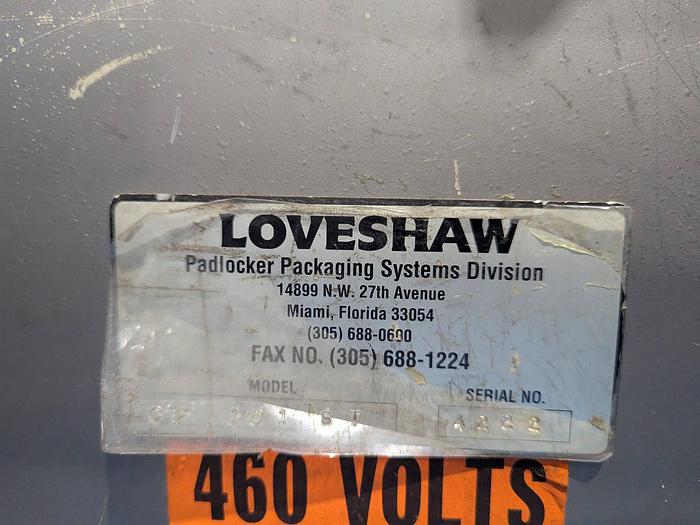 LOVESHAW
Padlocker Packaging Systems Division
14899 N.W. 27th Avenue
Miami, Florida 33054
(305) 688-0600
FAX NO. (305) 688-1224
MODEL
SERIAL NO.
460 VOLTS